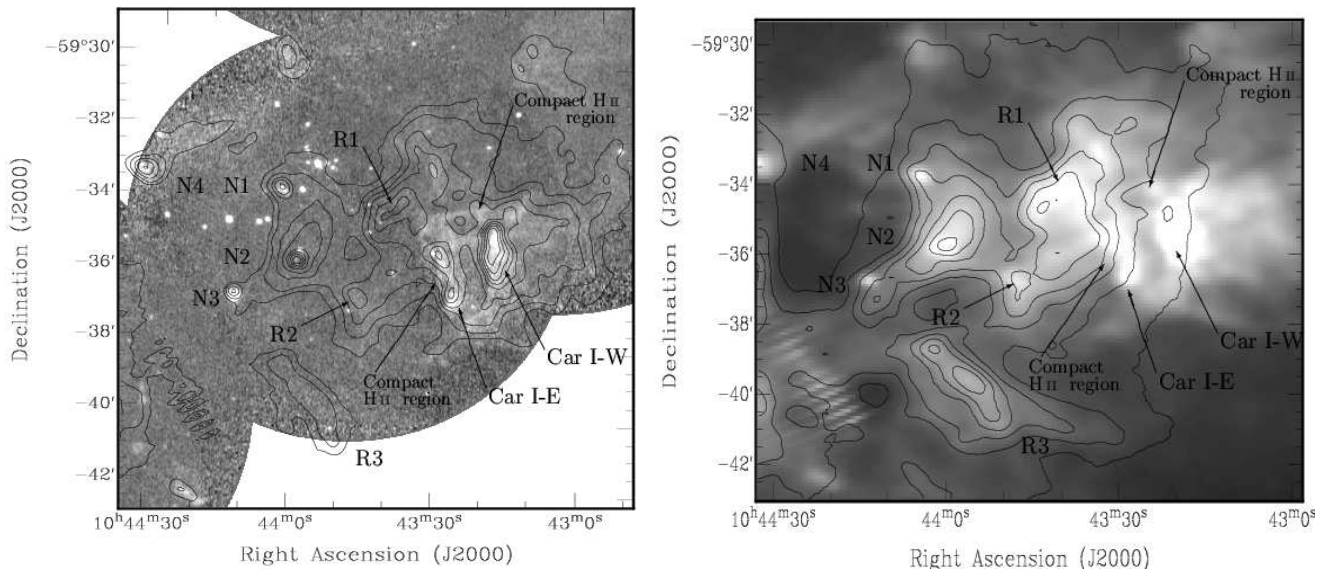 −59°30′
−32′
−34′
−36′
−38′
−40′
−42′
Declination (J2000)
10ʰ44ᵐ30ˢ
44ᵐ0ˢ
43ᵐ30ˢ
43ᵐ0ˢ
Right Ascension (J2000)
Compact H II
region
R1
N4
N1
N2
N3
R2
Compact
H II region
Car I-W
Car I-E
R3
−59°30′
−32′
−34′
−36′
−38′
−40′
−42′
Declination (J2000)
10ʰ44ᵐ30ˢ
44ᵐ0ˢ
43ᵐ30ˢ
43ᵐ0ˢ
Right Ascension (J2000)
Compact H II
region
R1
N4
N1
N2
N3
R2
Compact
H II region
Car I-W
Car I-E
R3